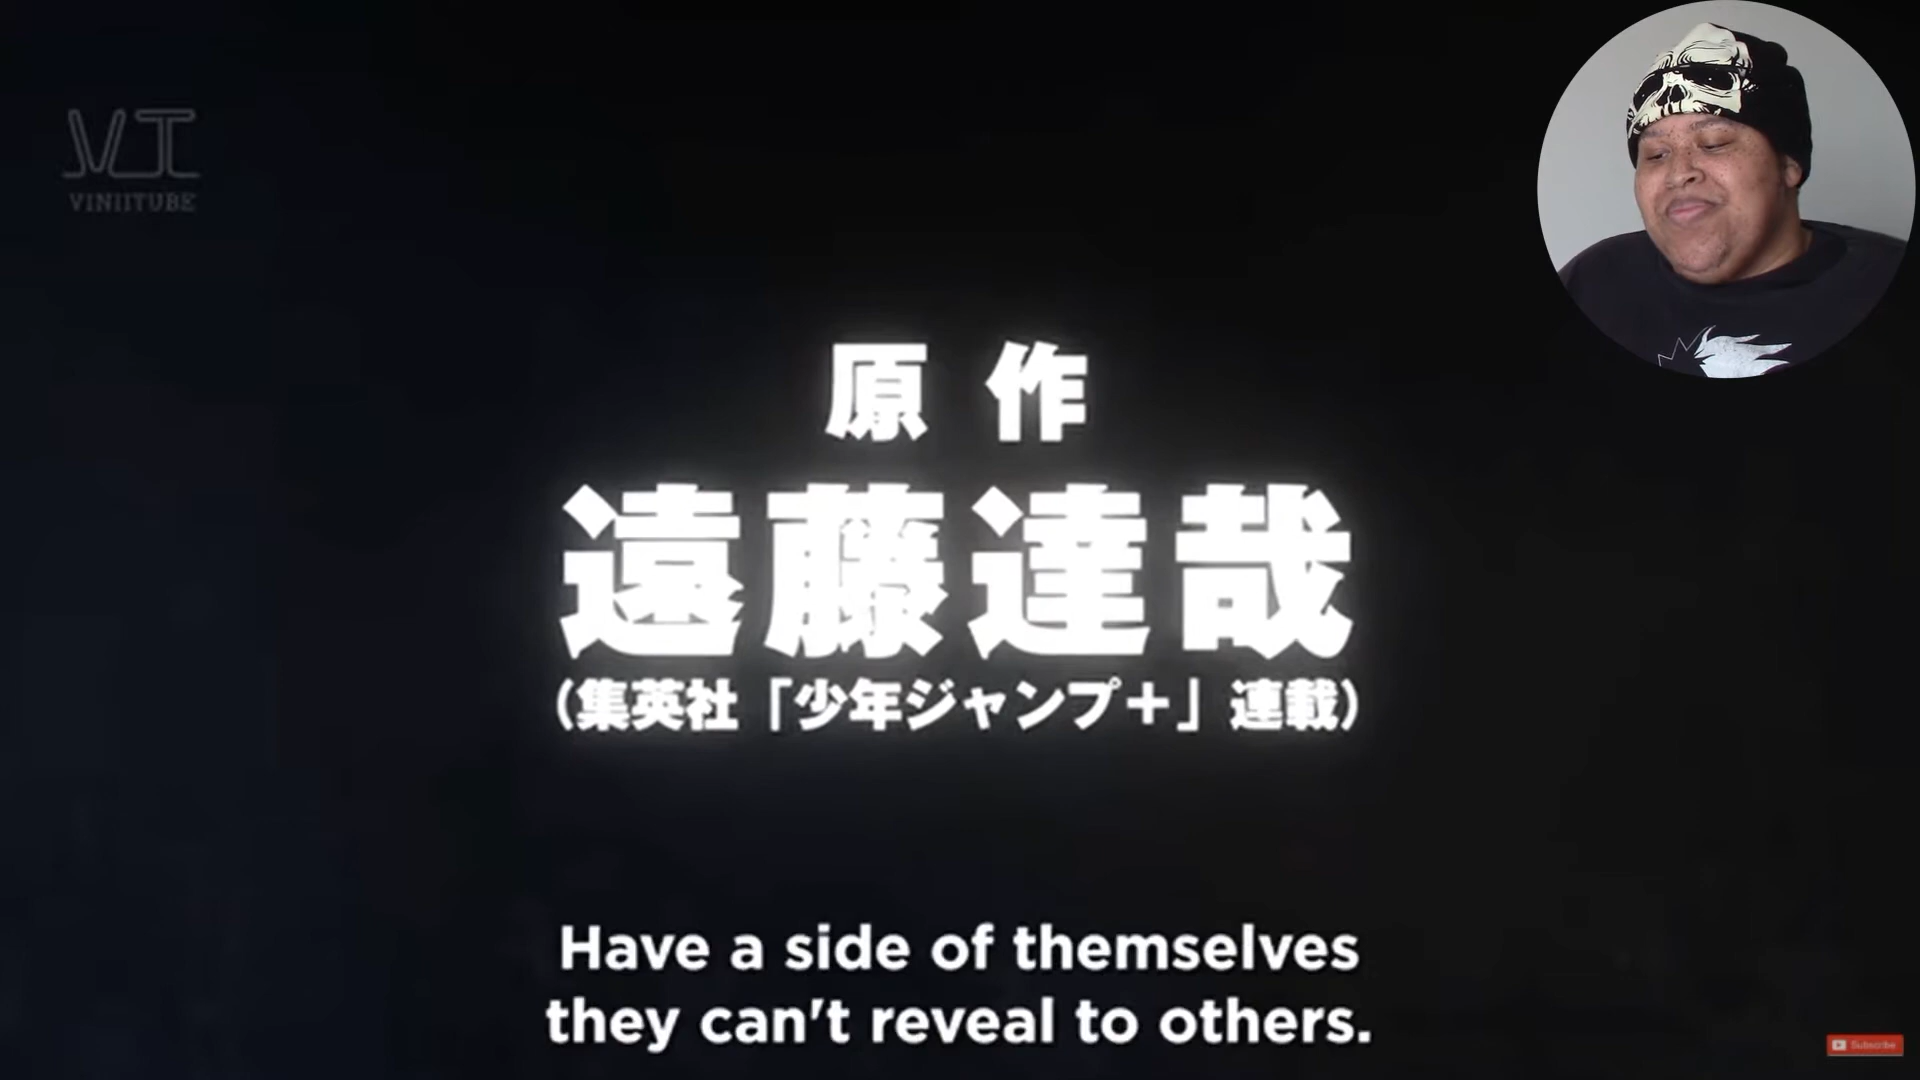 VT
VINIITUBE
原作
遠藤達哉
(集英社「少年ジャンプ+」連載)
Have a side of themselves
they can't reveal to others.
Subscribe